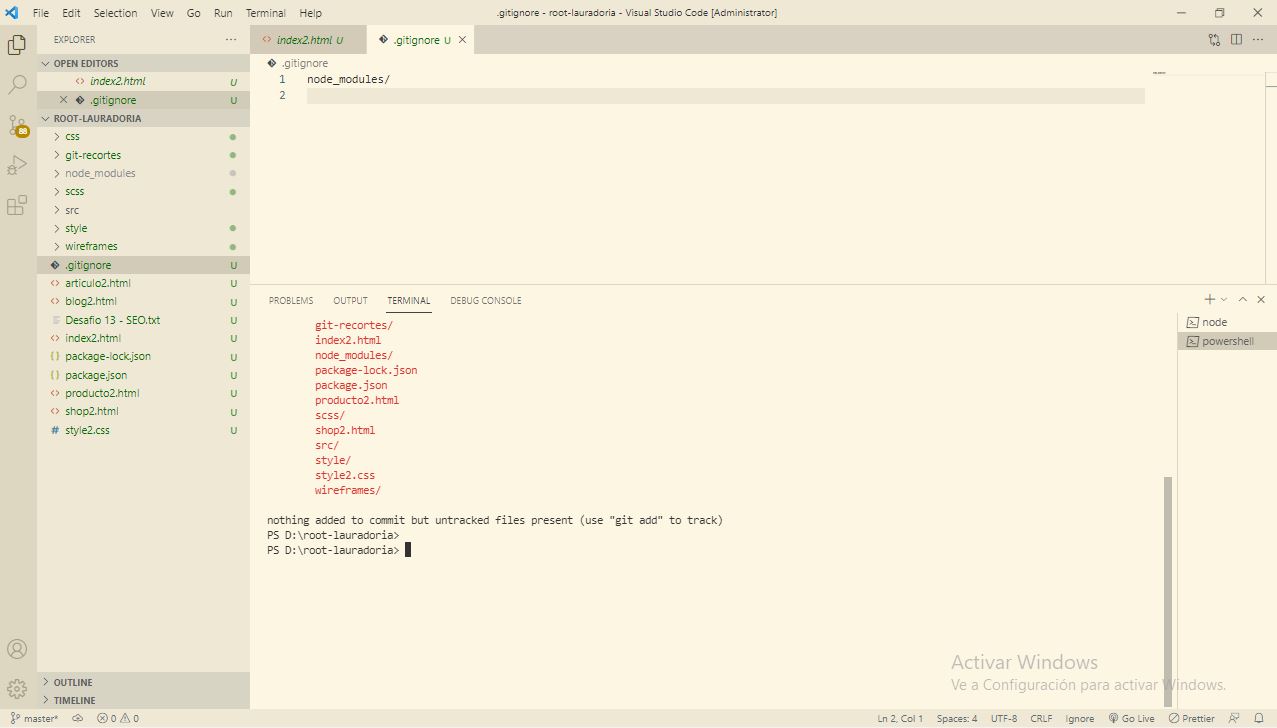 File Edit Selection View Go Run Terminal Help
.gitignore - root-lauradoria - Visual Studio Code [Administrator]
EXPLORER
index2.html U
.gitignore U
OPEN EDITORS
index2.html U
.gitignore U
ROOT-LAURADORIA
css
git-recortes
node_modules
scss
src
style
wireframes
.gitignore U
articulo2.html U
blog2.html U
Desafio 13 - SEO.txt U
index2.html U
package-lock.json U
package.json U
producto2.html U
shop2.html U
style2.css U
OUTLINE
TIMELINE
88
.gitignore
1 node_modules/
2
PROBLEMS OUTPUT TERMINAL DEBUG CONSOLE
git-recortes/
index2.html
node_modules/
package-lock.json
package.json
producto2.html
scss/
shop2.html
src/
style/
style2.css
wireframes/
nothing added to commit but untracked files present (use "git add" to track)
PS D:\root-lauradoria>
PS D:\root-lauradoria>
node
powershell
Activar Windows
Ve a Configuración para activar Windows.
master* 0 0 Ln 2, Col 1 Spaces: 4 UTF-8 CRLF Ignore Go Live Prettier